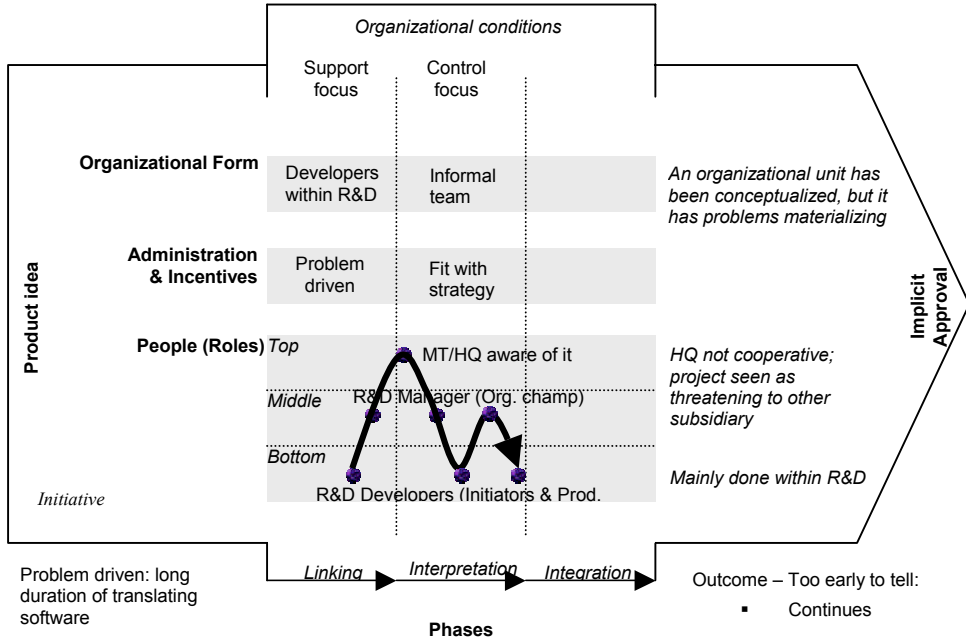 Organizational conditions
Support
focus
Control
focus
Organizational Form
Developers
within R&D
Informal
team
An organizational unit has
been conceptualized, but it
has problems materializing
Administration
& Incentives
Problem
driven
Fit with
strategy
Product idea
Implicit
Approval
People (Roles)
Top
MT/HQ aware of it
HQ not cooperative;
project seen as
threatening to other
subsidiary
Middle
R&D Manager (Org. champ)
Bottom
R&D Developers (Initiators & Prod.
Mainly done within R&D
Initiative
Linking
Interpretation
Integration
Problem driven: long
duration of translating
software
Outcome – Too early to tell:
▪ Continues
Phases